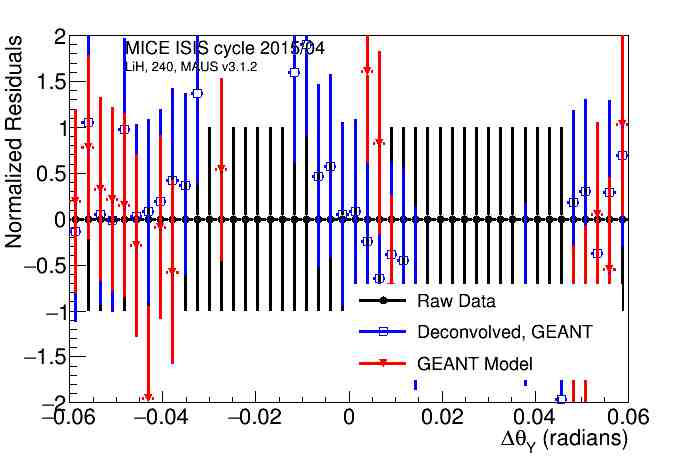 MICE ISIS cycle 2015/04
LiH, 240, MAUS v3.1.2
Normalized Residuals
2
1.5
1
0.5
0
−0.5
−1
−1.5
−2
Raw Data
Deconvolved, GEANT
GEANT Model
−0.06 −0.04 −0.02 0 0.02 0.04 0.06
Δθ_Y (radians)